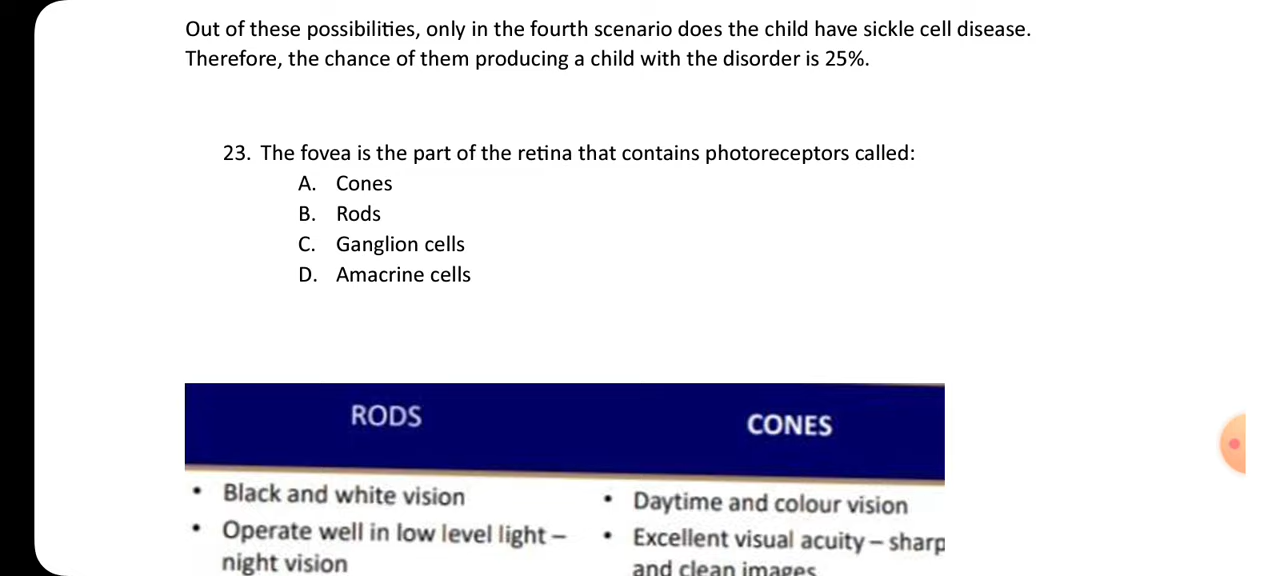 Out of these possibilities, only in the fourth scenario does the child have sickle cell disease.
Therefore, the chance of them producing a child with the disorder is 25%.
23. The fovea is the part of the retina that contains photoreceptors called:
A. Cones
B. Rods
C. Ganglion cells
D. Amacrine cells
RODS
CONES
• Black and white vision
• Operate well in low level light –
night vision
• Daytime and colour vision
• Excellent visual acuity – sharp
and clean images